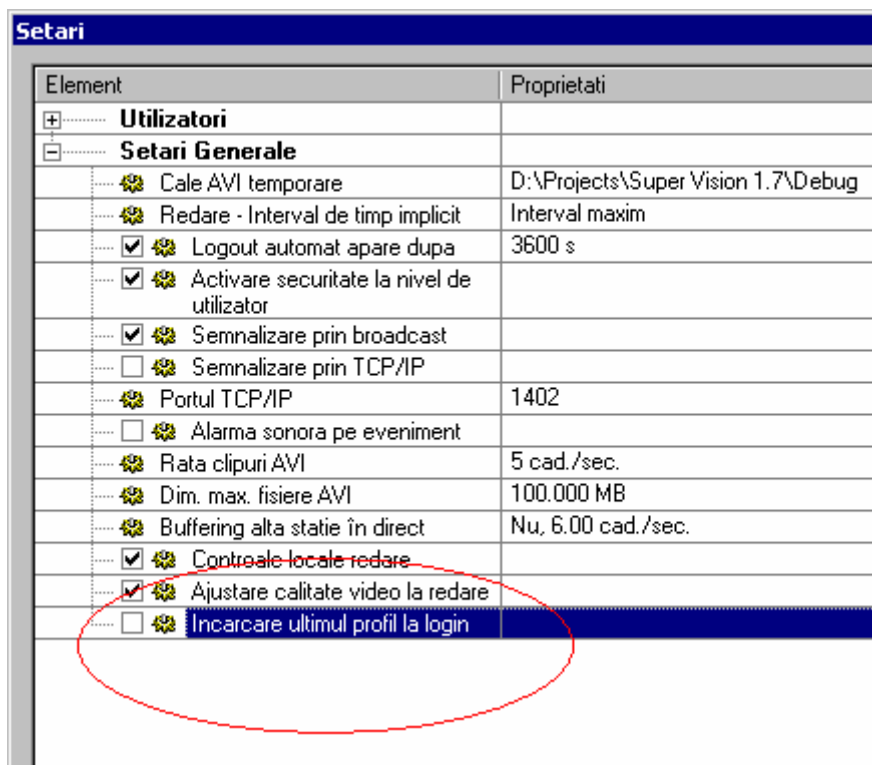 Setari
Element Proprietati
Utilizatori
Setari Generale
Cale AVI temporare D:\Projects\Super Vision 1.7\Debug
Redare - Interval de timp implicit Interval maxim
Logout automat apare dupa 3600 s
Activare securitate la nivel de
utilizator
Semnalizare prin broadcast
Semnalizare prin TCP/IP
Portul TCP/IP 1402
Alarma sonora pe eveniment
Rata clipuri AVI 5 cad./sec.
Dim. max. fisiere AVI 100.000 MB
Buffering alta statie în direct Nu, 6.00 cad./sec.
Controale locale redare
Ajustare calitate video la redare
Incarcare ultimul profil la login